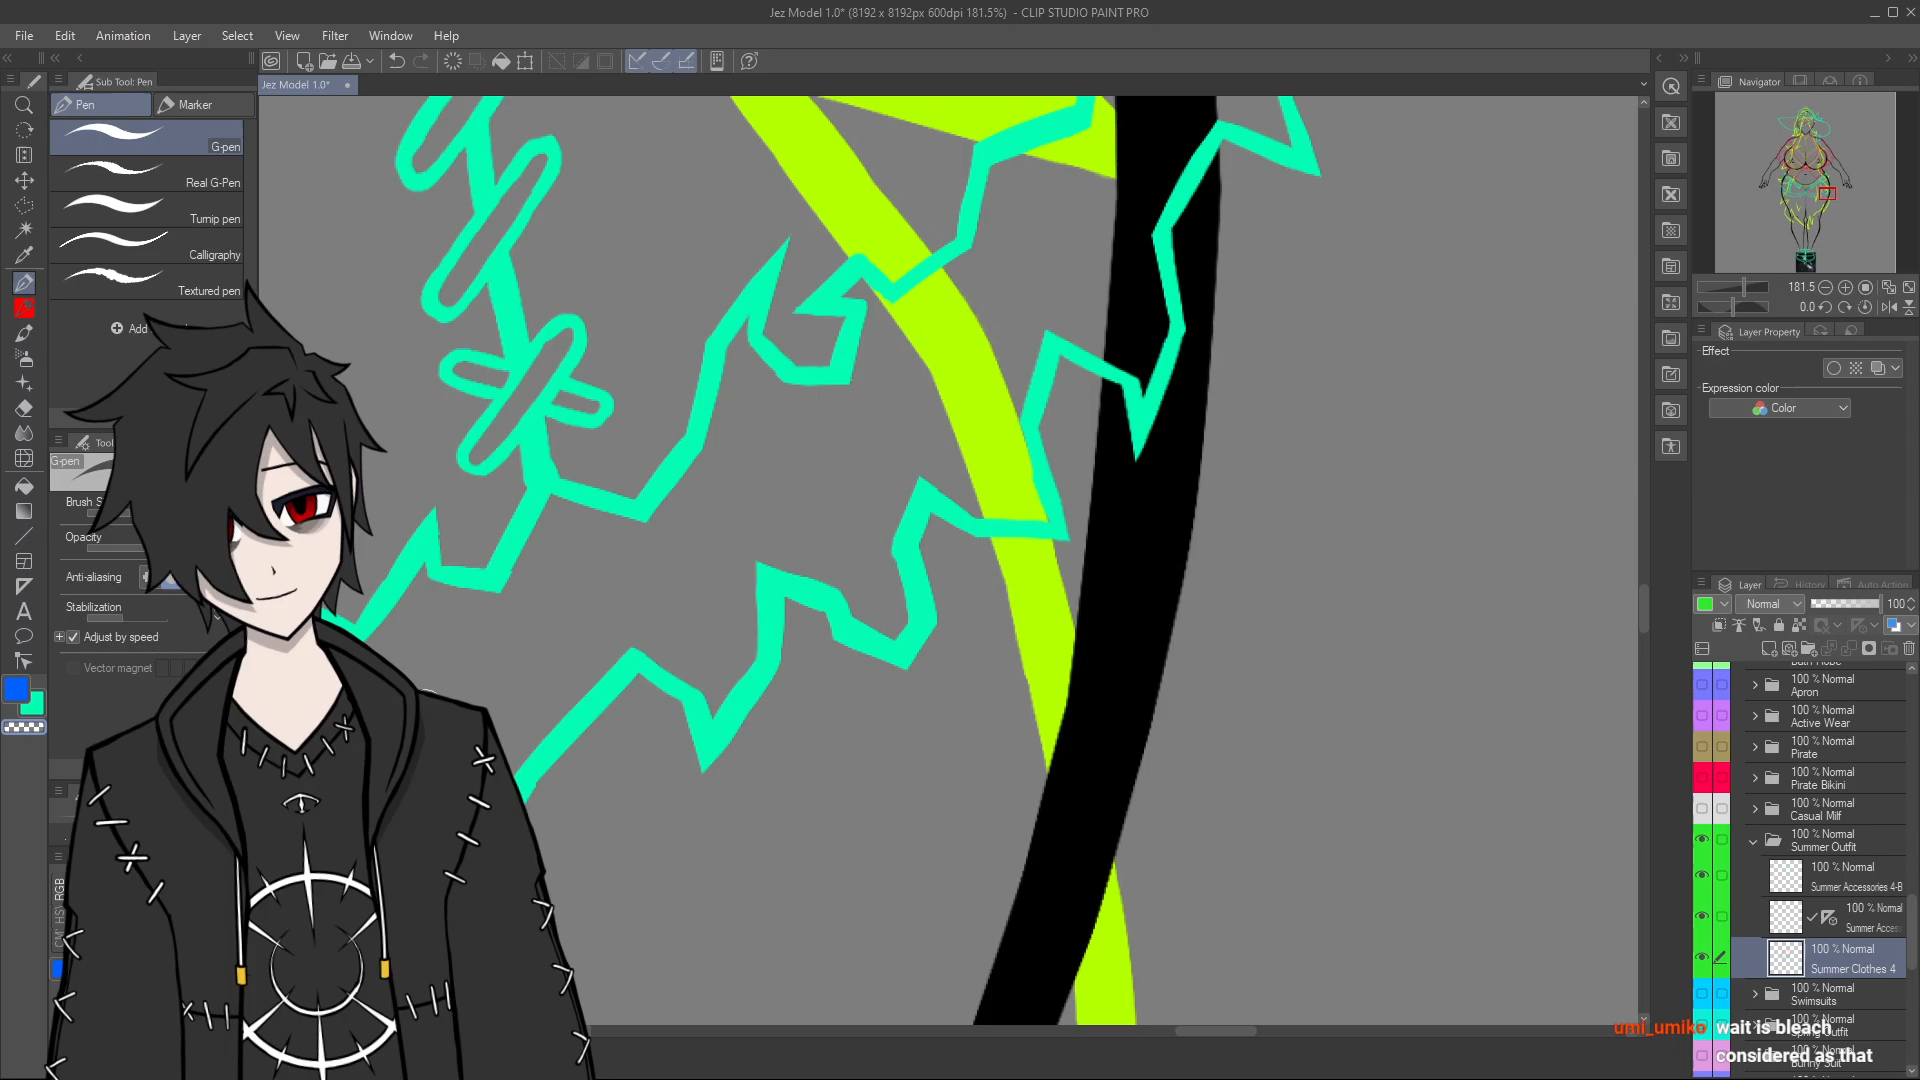 Jez Model 1.0* (8192 x 8192px 600dpi 181.5%) - CLIP STUDIO PAINT PRO
File Edit Animation Layer Select View Filter Window Help
Sub Tool: Pen
Jez Model 1.0*
Navigator
Pen
Marker
G-pen
Real G-Pen
Turnip pen
Calligraphy
Textured pen
Add
181.5
0.0
Layer Property
Effect
Expression color
Color
Tool
G-pen
Brush S
Opacity
Anti-aliasing
Stabilization
Adjust by speed
Vector magnet
RGB
Layer
History
Auto Action
Normal
100
100 % Normal
Apron
100 % Normal
Active Wear
100 % Normal
Pirate
100 % Normal
Pirate Bikini
100 % Normal
Casual Milf
100 % Normal
Summer Outfit
100 % Normal
Summer Accessories 4-B
100 % Normal
Summer Acces
100 % Normal
Summer Clothes 4
100 % Normal
Swimsuits
umi_umiko wait is bleach
considered as that